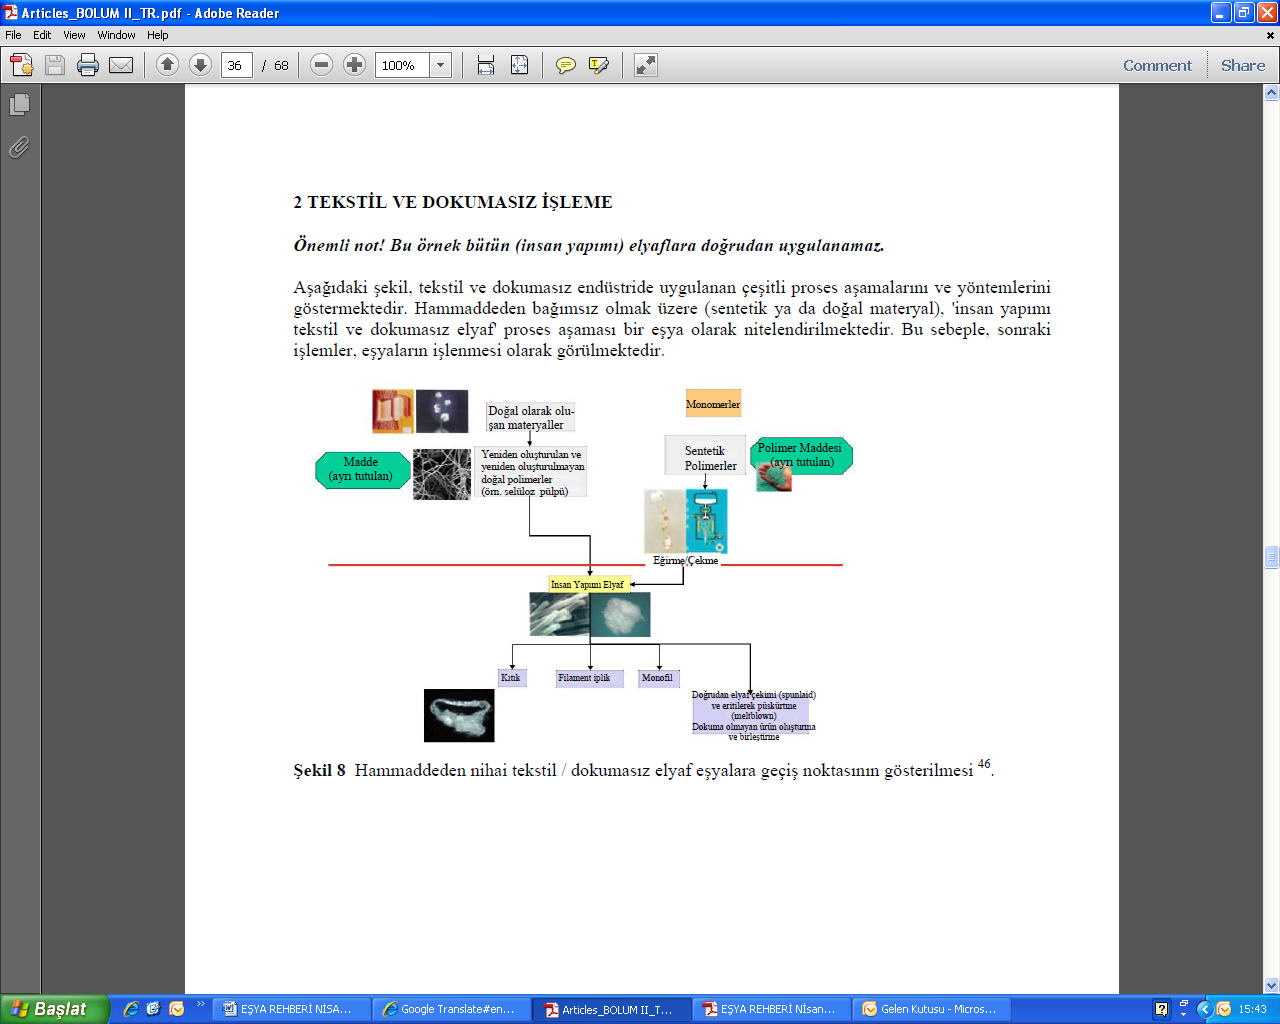 Articles_BOLUM II_TR.pdf - Adobe Reader
File Edit View Window Help
36 / 68 100% Comment Share
2 TEKSTİL VE DOKUMASIZ İŞLEME
Önemli not! Bu örnek bütün (insan yapımı) elyaflara doğrudan uygulanamaz.
Aşağıdaki şekil, tekstil ve dokumasız endüstride uygulanan çeşitli proses aşamalarını ve yöntemlerini
göstermektedir. Hammaddeden bağımsız olmak üzere (sentetik ya da doğal materyal), 'insan yapımı
tekstil ve dokumasız elyaf' proses aşaması bir eşya olarak nitelendirilmektedir. Bu sebeple, sonraki
işlemler, eşyaların işlenmesi olarak görülmektedir.
Doğal olarak olu-
şan materyaller
Monomerler
Madde
(ayrı tutulan)
Yeniden oluşturulan ve
yeniden oluşturulmayan
doğal polimerler
(örn. selüloz pülpü)
Sentetik
Polimerler
Polimer Maddesi
(ayrı tutulan)
Eğirme/Çekme
İnsan Yapımı Elyaf
Kıtık
Filament iplik
Monofil
Doğrudan elyaf çekimi (spunlaid)
ve eritilerek püskürtme
(meltblown)
Dokuma olmayan ürün oluşturma
ve birleştirme
Şekil 8 Hammaddeden nihai tekstil / dokumasız elyaf eşyalara geçiş noktasının gösterilmesi 46.
Başlat » EŞYA REHBERİ NİSA... Google Translate#en... Articles_BOLUM II_T... EŞYA REHBERİ Nİsan... Gelen Kutusu - Micros... 15:43